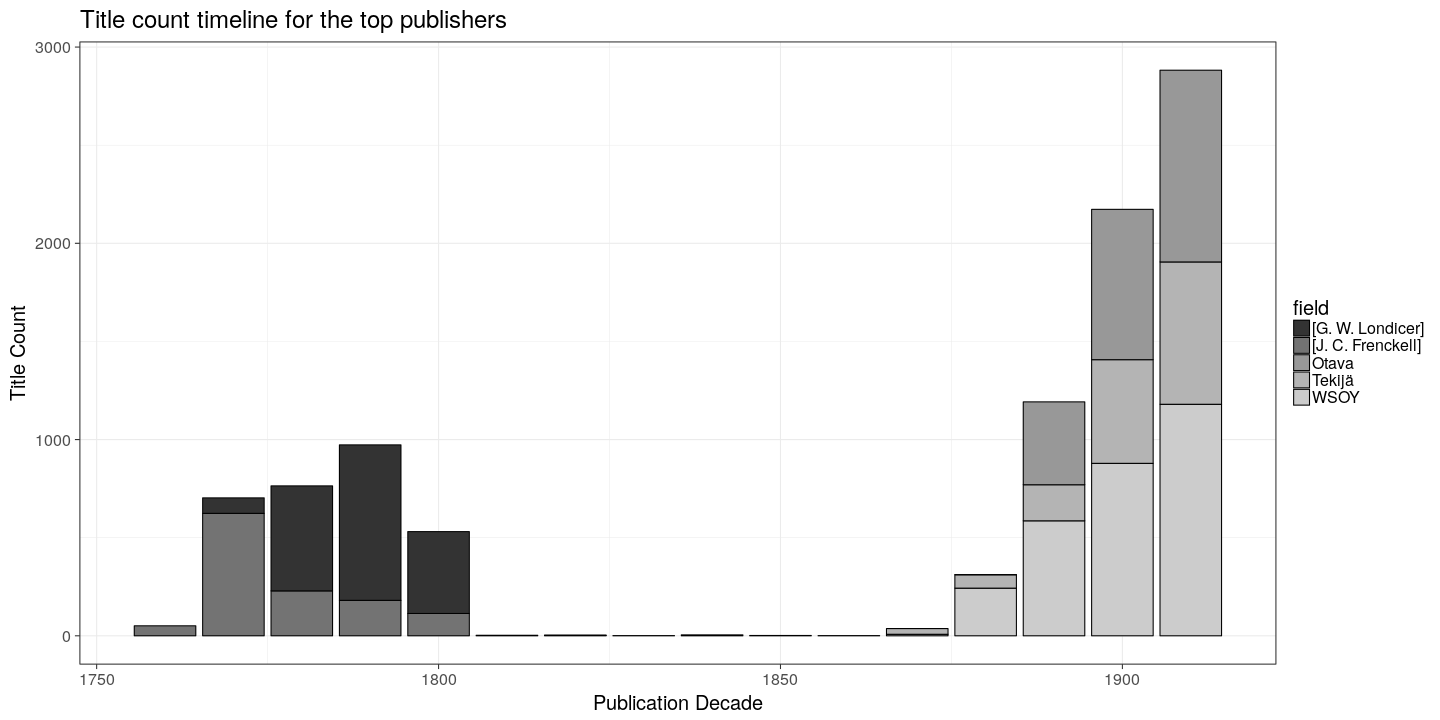 Title count timeline for the top publishers
Title Count
3000
2000
1000
0
1750
1800
1850
1900
Publication Decade
field
[G. W. Londicer]
[J. C. Frenckell]
Otava
Tekijä
WSOY